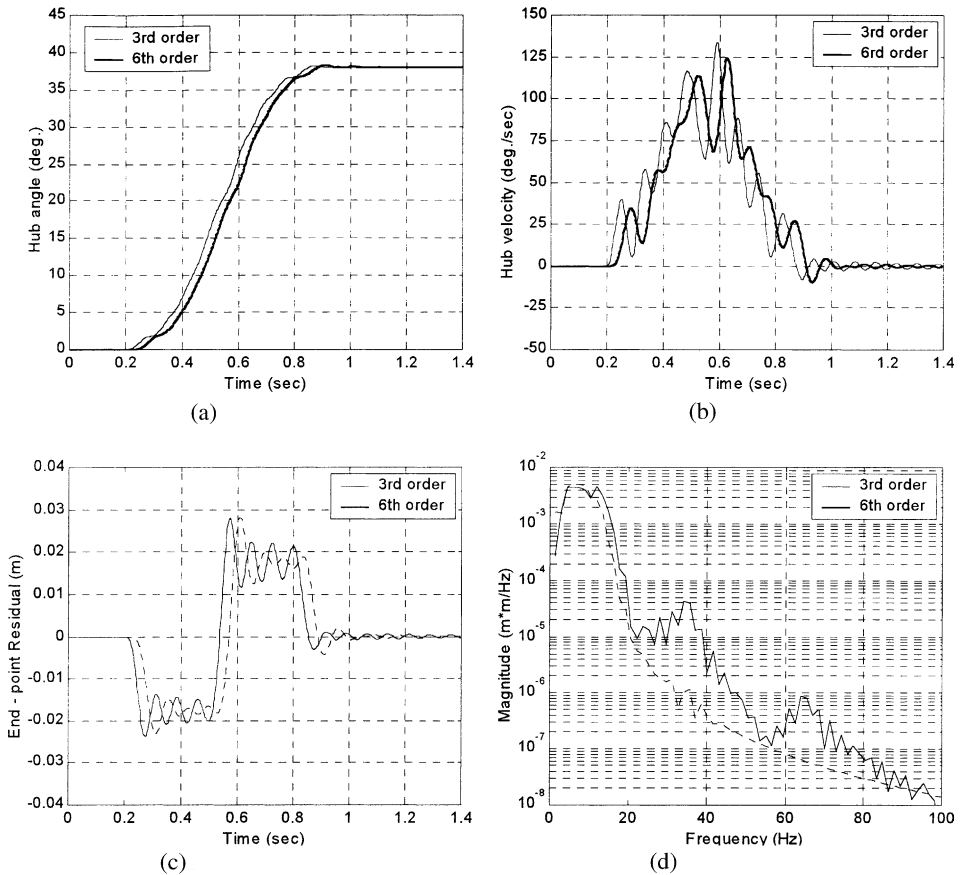 45
40
35
30
25
20
15
10
5
0
Hub angle (deg.)
3rd order
6th order
0 0.2 0.4 0.6 0.8 1 1.2 1.4
Time (sec)
(a)
150
125
100
75
50
25
0
-25
-50
Hub velocity (deg./sec)
3rd order
6rd order
0 0.2 0.4 0.6 0.8 1 1.2 1.4
Time (sec)
(b)
0.04
0.03
0.02
0.01
0
-0.01
-0.02
-0.03
-0.04
End - point Residual (m)
3rd order
6th order
0 0.2 0.4 0.6 0.8 1 1.2 1.4
Time (sec)
(c)
10^-2
10^-3
10^-4
10^-5
10^-6
10^-7
10^-8
Magnitude (m*m/Hz)
3rd order
6th order
0 20 40 60 80 100
Frequency (Hz)
(d)